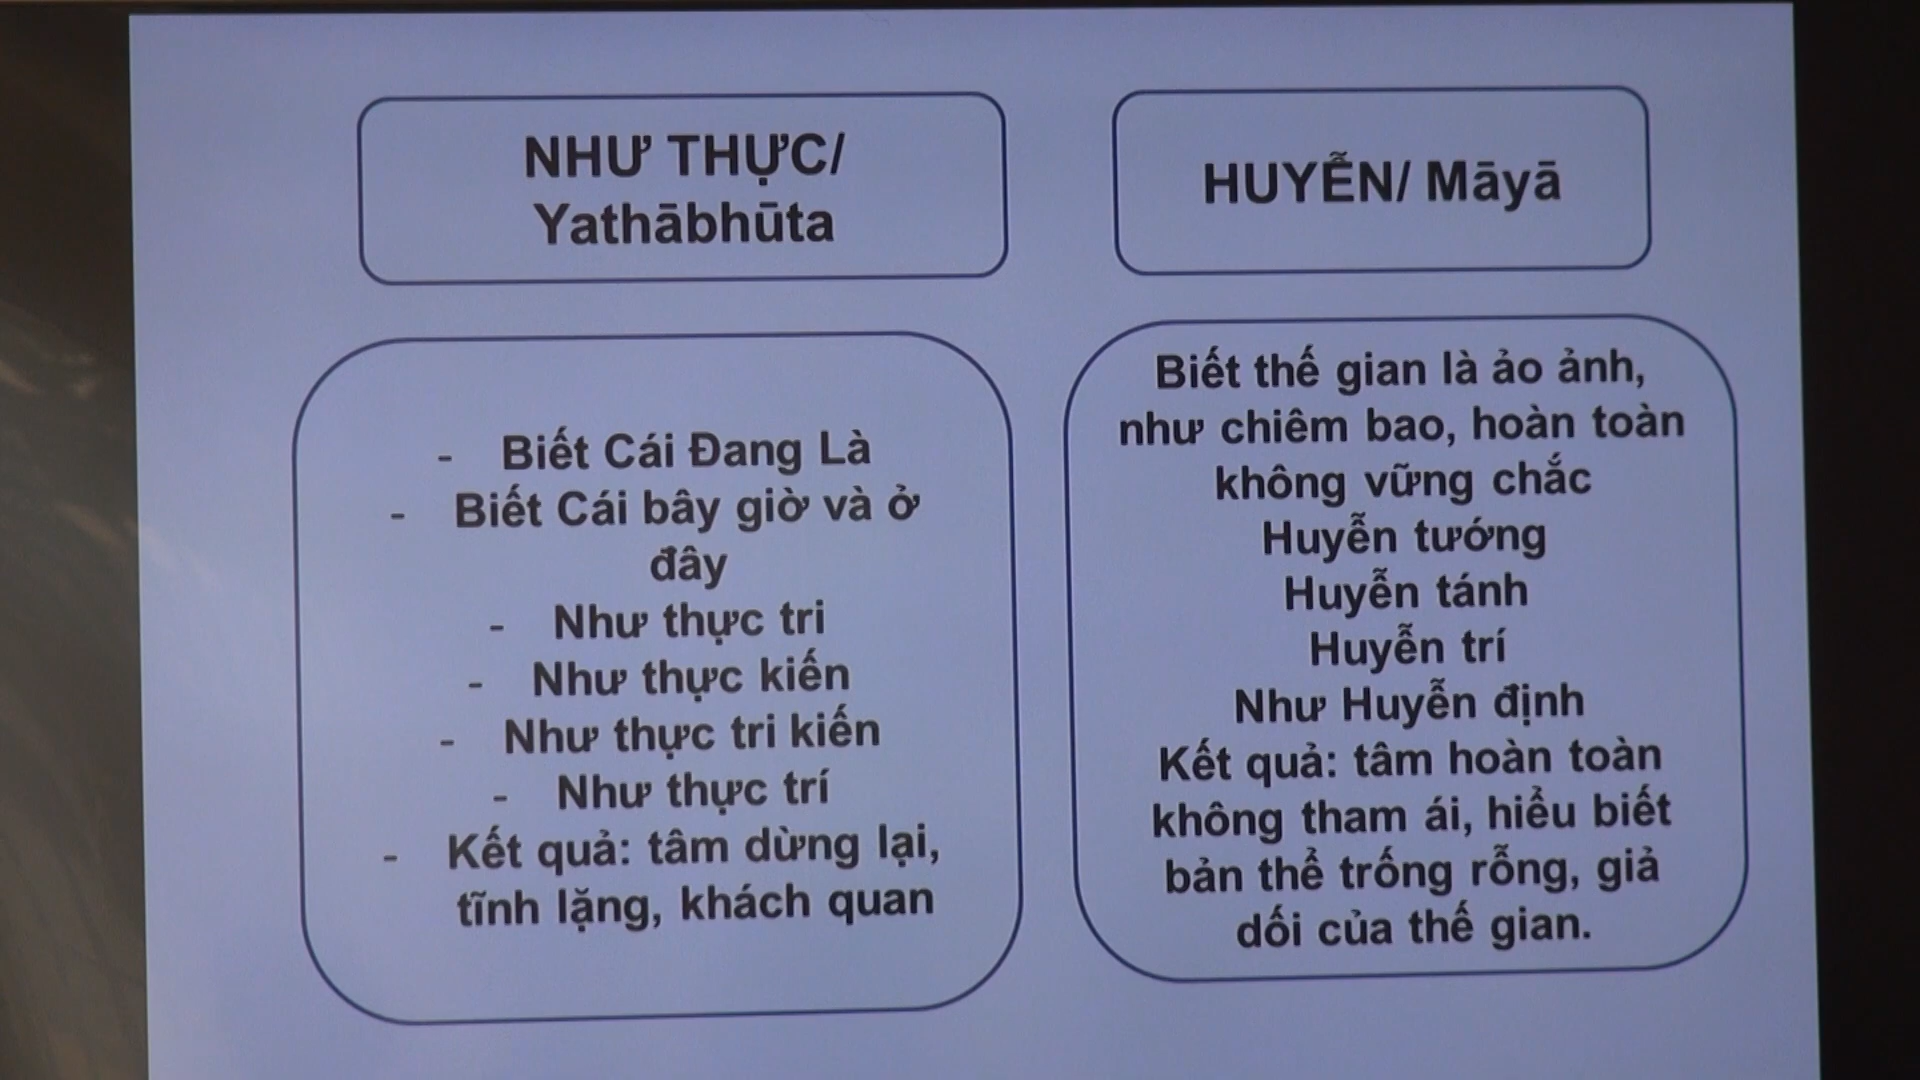 NHƯ THỰC/
Yathābhūta
- Biết Cái Đang Là
- Biết Cái bây giờ và ở
đây
- Như thực tri
- Như thực kiến
- Như thực tri kiến
- Như thực trí
- Kết quả: tâm dừng lại,
tĩnh lặng, khách quan
HUYỄN/ Māyā
Biết thế gian là ảo ảnh,
như chiêm bao, hoàn toàn
không vững chắc
Huyễn tướng
Huyễn tánh
Huyễn trí
Như Huyễn định
Kết quả: tâm hoàn toàn
không tham ái, hiểu biết
bản thể trống rỗng, giả
dối của thế gian.